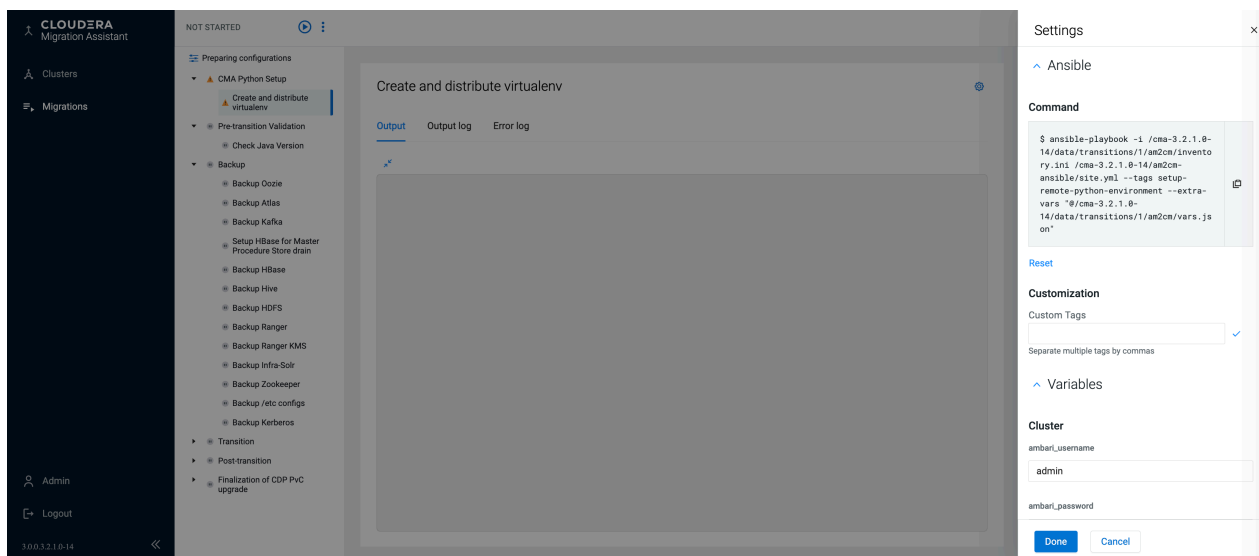 CLOUDERA
Migration Assistant
Clusters
Migrations
Admin
Logout
3.0.0.3.2.1.0-14
NOT STARTED
Preparing configurations
CMA Python Setup
Create and distribute
virtualenv
Pre-transition Validation
Check Java Version
Backup
Backup Oozie
Backup Atlas
Backup Kafka
Setup HBase for Master
Procedure Store drain
Backup HBase
Backup Hive
Backup HDFS
Backup Ranger
Backup Ranger KMS
Backup Infra-Solr
Backup Zookeeper
Backup /etc configs
Backup Kerberos
Transition
Post-transition
Finalization of CDP PvC
upgrade
Create and distribute virtualenv
Output Output log Error log
Settings
Ansible
Command
$ ansible-playbook -i /cma-3.2.1.0-
14/data/transitions/1/am2cm/invento
ry.ini /cma-3.2.1.0-14/am2cm-
ansible/site.yml --tags setup-
remote-python-environment --extra-
vars "@/cma-3.2.1.0-
14/data/transitions/1/am2cm/vars.js
on"
Reset
Customization
Custom Tags
Separate multiple tags by commas
Variables
Cluster
ambari_username
admin
ambari_password
Done Cancel